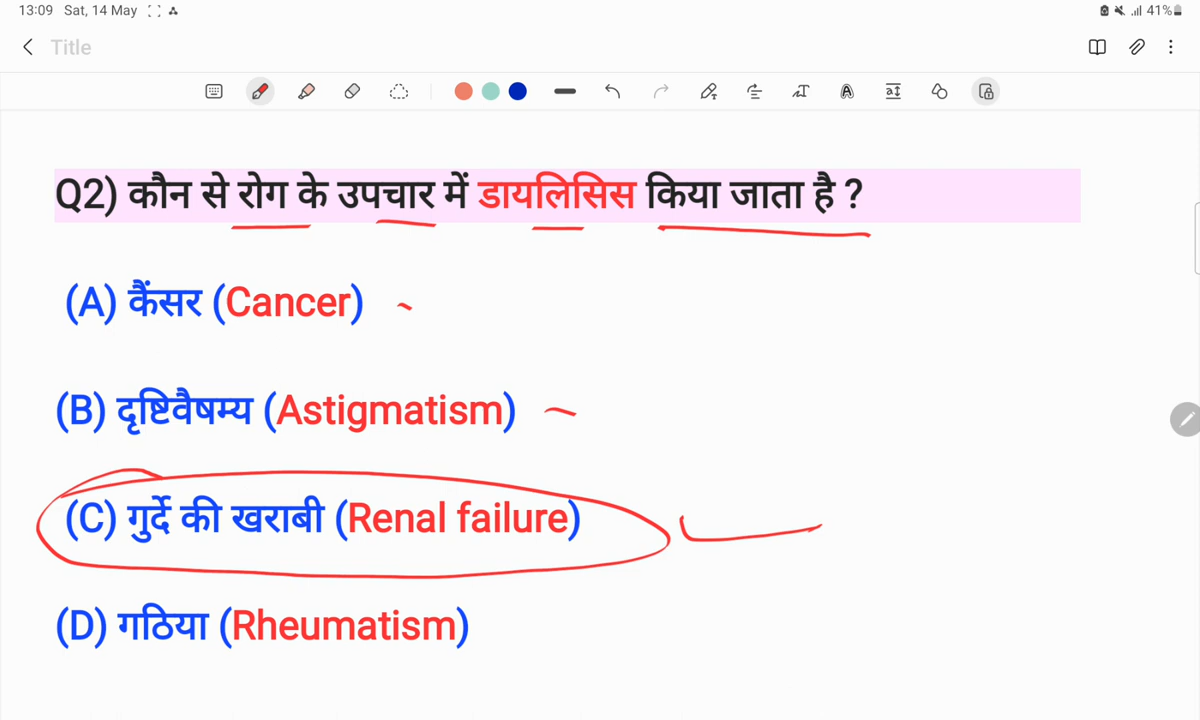 13:09 Sat, 14 May 41%
Title
Q2) कौन से रोग के उपचार में डायलिसिस किया जाता है ?
(A) कैंसर (Cancer)
(B) दृष्टिवैषम्य (Astigmatism)
(C) गुर्दे की खराबी (Renal failure)
(D) गठिया (Rheumatism)